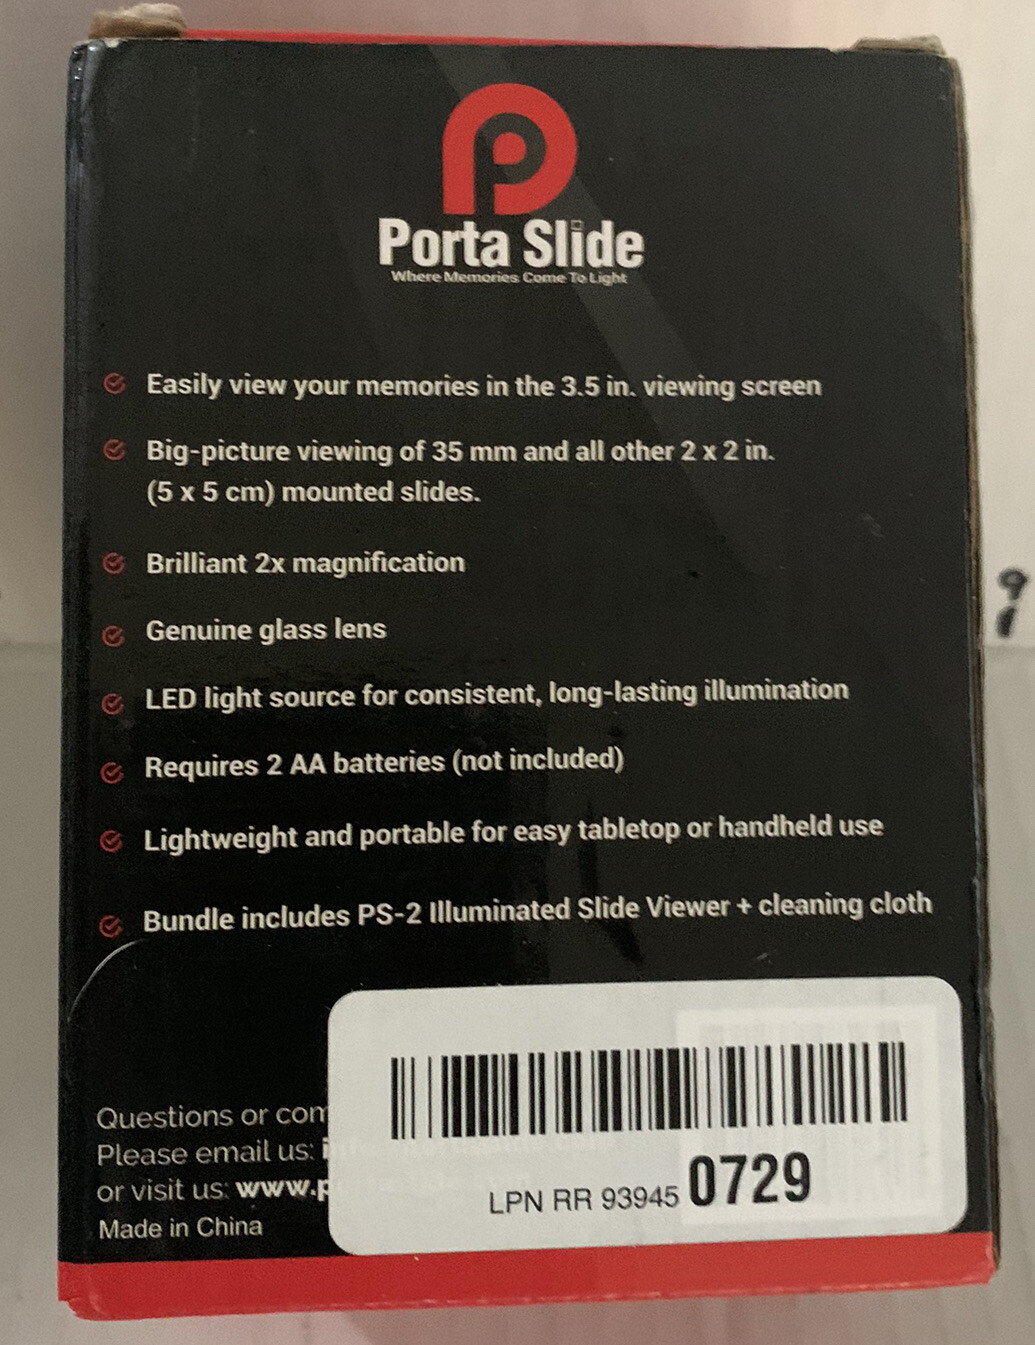 Porta Slide
Where Memories Come To Light
Easily view your memories in the 3.5 in. viewing screen
Big-picture viewing of 35 mm and all other 2 x 2 in.
(5 x 5 cm) mounted slides.
Brilliant 2x magnification
Genuine glass lens
LED light source for consistent, long-lasting illumination
Requires 2 AA batteries (not included)
Lightweight and portable for easy tabletop or handheld use
Bundle includes PS-2 Illuminated Slide Viewer + cleaning cloth
Questions or com
Please email us: i
or visit us: www.p
Made in China
LPN RR 93945 0729